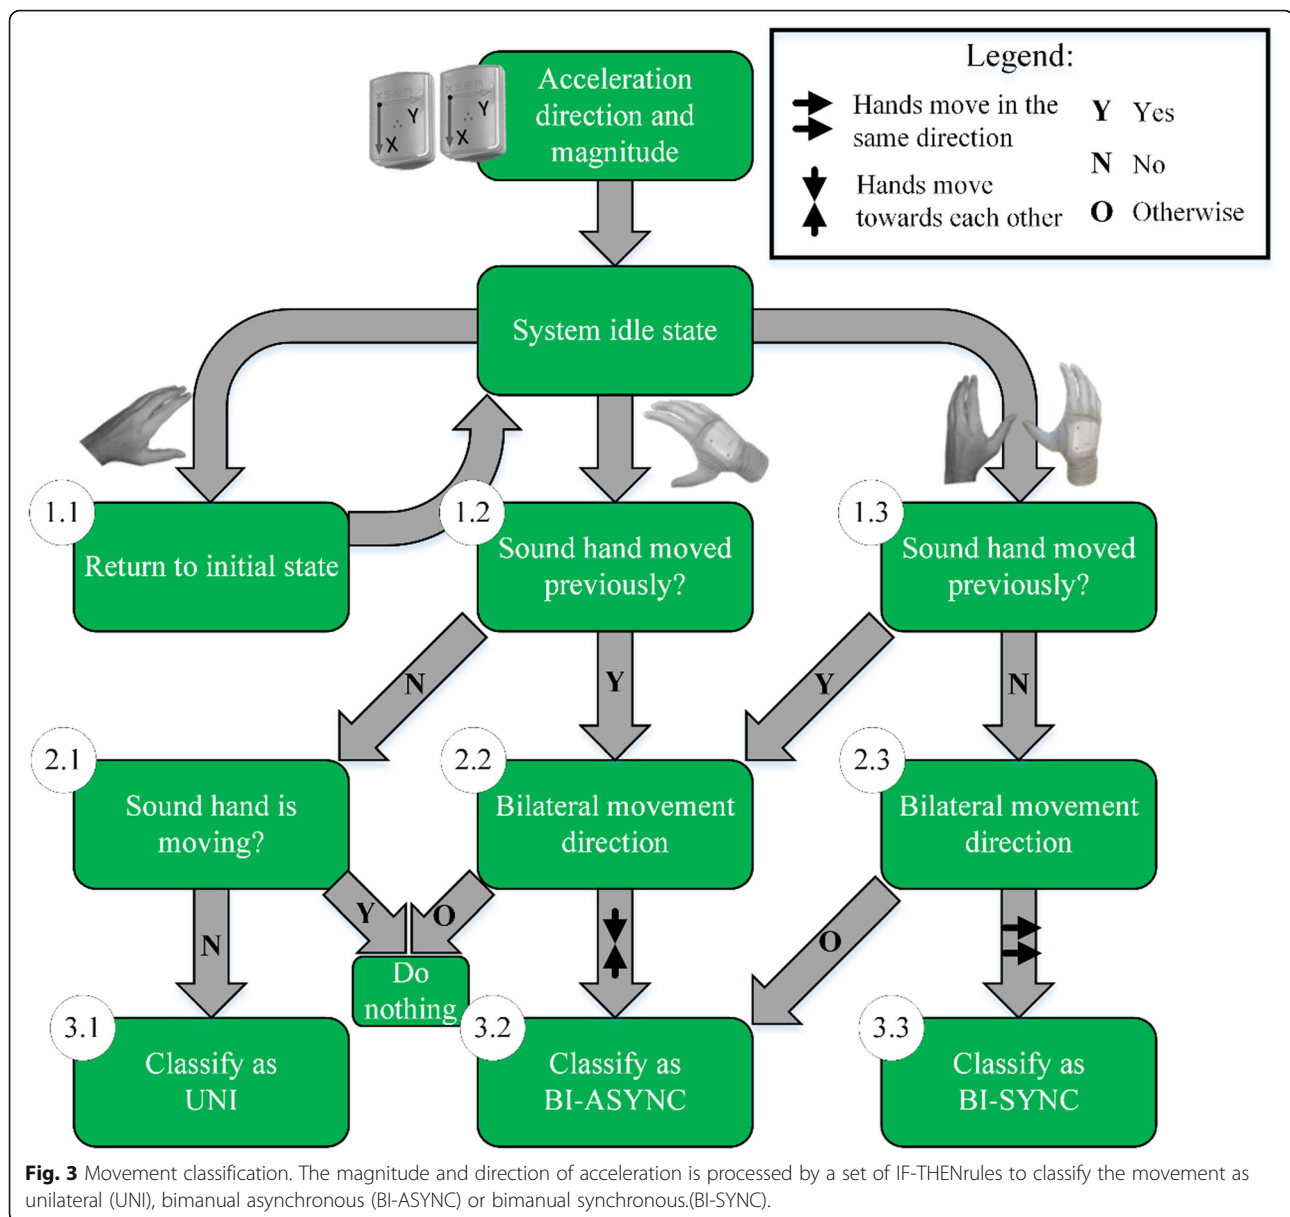 Acceleration
direction and
magnitude
xsens
Y
X
xsens
Y
X
Legend:
Hands move in the
same direction
Hands move
towards each other
Y Yes
N No
O Otherwise
System idle state
1.1
Return to initial state
1.2
Sound hand moved
previously?
1.3
Sound hand moved
previously?
N
Y
Y
N
2.1
Sound hand is
moving?
2.2
Bilateral movement
direction
2.3
Bilateral movement
direction
N
Y
O
O
Do
nothing
3.1
Classify as
UNI
3.2
Classify as
BI-ASYNC
3.3
Classify as
BI-SYNC
Fig. 3 Movement classification. The magnitude and direction of acceleration is processed by a set of IF-THENrules to classify the movement as
unilateral (UNI), bimanual asynchronous (BI-ASYNC) or bimanual synchronous.(BI-SYNC).